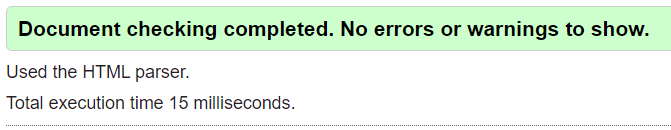 Document checking completed. No errors or warnings to show.
Used the HTML parser.
Total execution time 15 milliseconds.